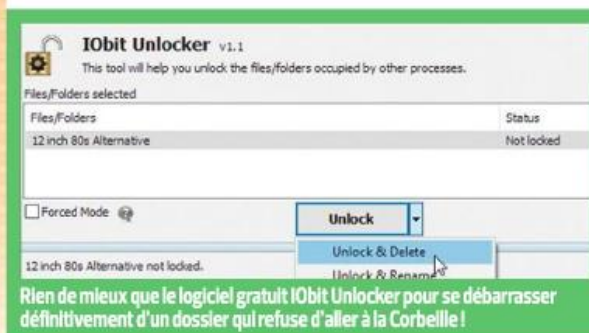 IObit Unlocker v1.1
This tool will help you unlock the files/folders occupied by other processes.
Files/Folders selected
Files/Folders Status
12 inch 80s Alternative Not locked
Forced Mode
Unlock
Unlock & Delete
12 inch 80s Alternative not locked.
Unlock & Rename
Rien de mieux que le logiciel gratuit IObit Unlocker pour se débarrasser
définitivement d'un dossier qui refuse d'aller à la Corbeille !